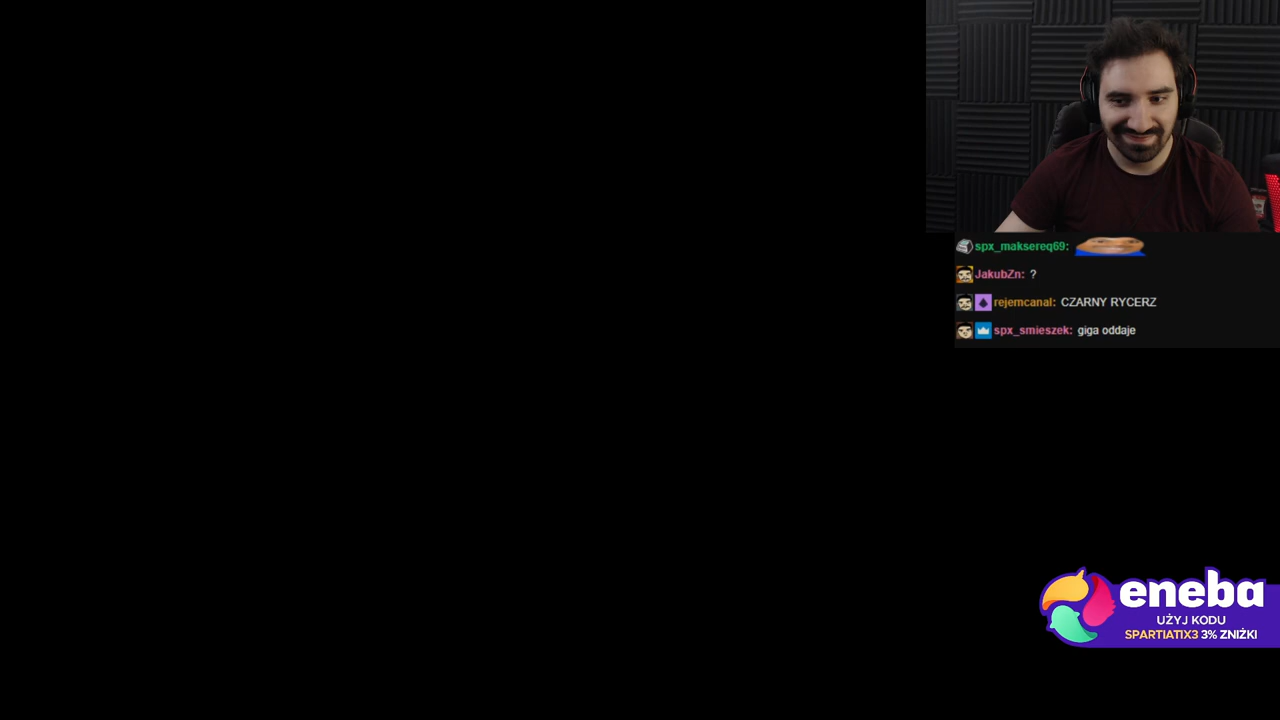 spx_maksereq69:
JakubZn: ?
rejemcanal: CZARNY RYCERZ
spx_smieszek: giga oddaje
eneba
UŻYJ KODU
SPARTIATIX3 3% ZNIŻKI